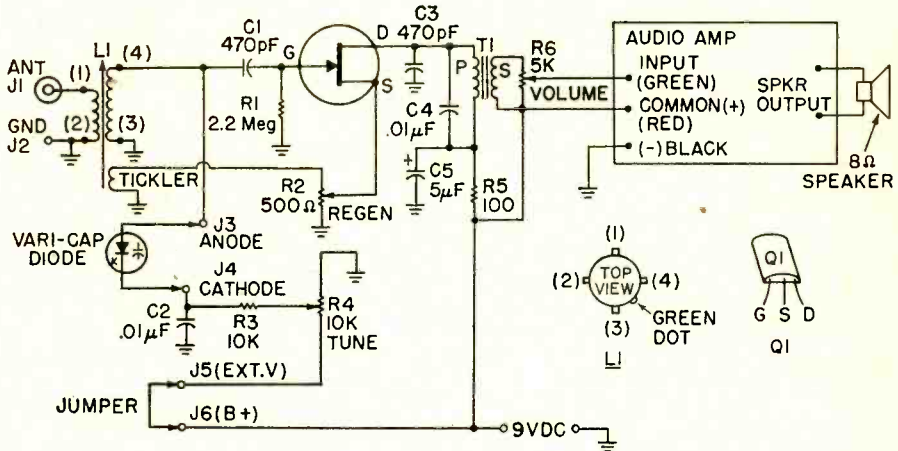 ANT
J1
GND
J2
(1)
(2)
L1
(4)
(3)
TICKLER
C1
470pF
G
D
S
R1
2.2 Meg
R2
500Ω
REGEN
C3
470pF
C4
.01µF
C5
5µF
+
T1
P
S
R5
100
R6
5K
VOLUME
AUDIO AMP
INPUT
(GREEN)
COMMON(+)
(RED)
(-)BLACK
SPKR
OUTPUT
8Ω
SPEAKER
VARI-CAP
DIODE
J3
ANODE
J4
CATHODE
C2
.01µF
R3
10K
R4
10K
TUNE
J5(EXT.V)
JUMPER
J6(B+)
9VDC
(1)
(2)
TOP
VIEW
(4)
(3)
GREEN
DOT
L1
Q1
G S D
Q1